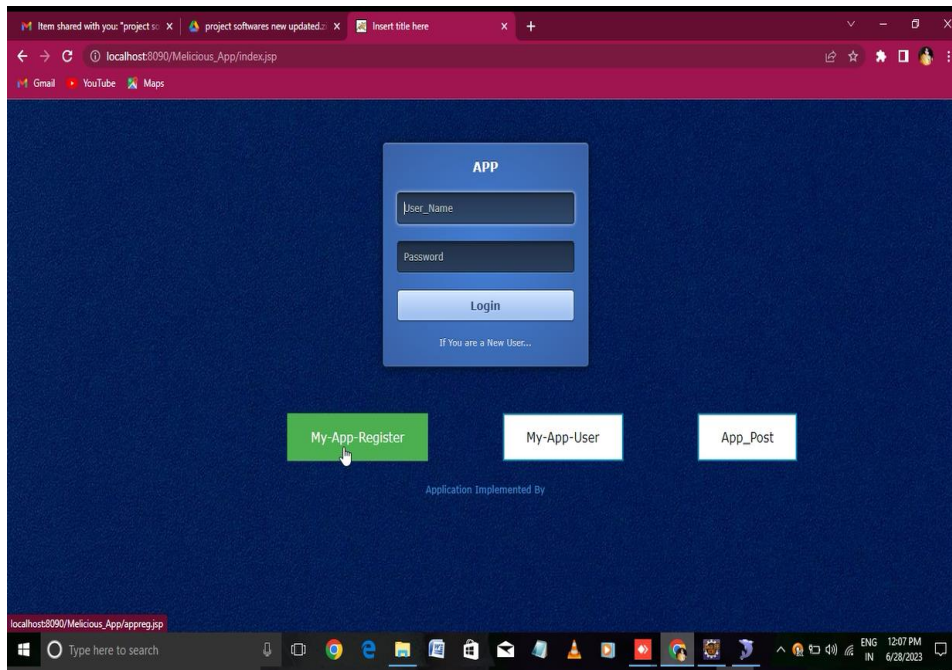 Item shared with you: "project so
project softwares new updated.z
Insert title here
localhost:8090/Melicious_App/index.jsp
Gmail
YouTube
Maps
APP
User_Name
Password
Login
If You are a New User...
My-App-Register
My-App-User
App_Post
Application Implemented By
localhost:8090/Melicious_App/appreg.jsp
Type here to search
ENG
IN
12:07 PM
6/28/2023